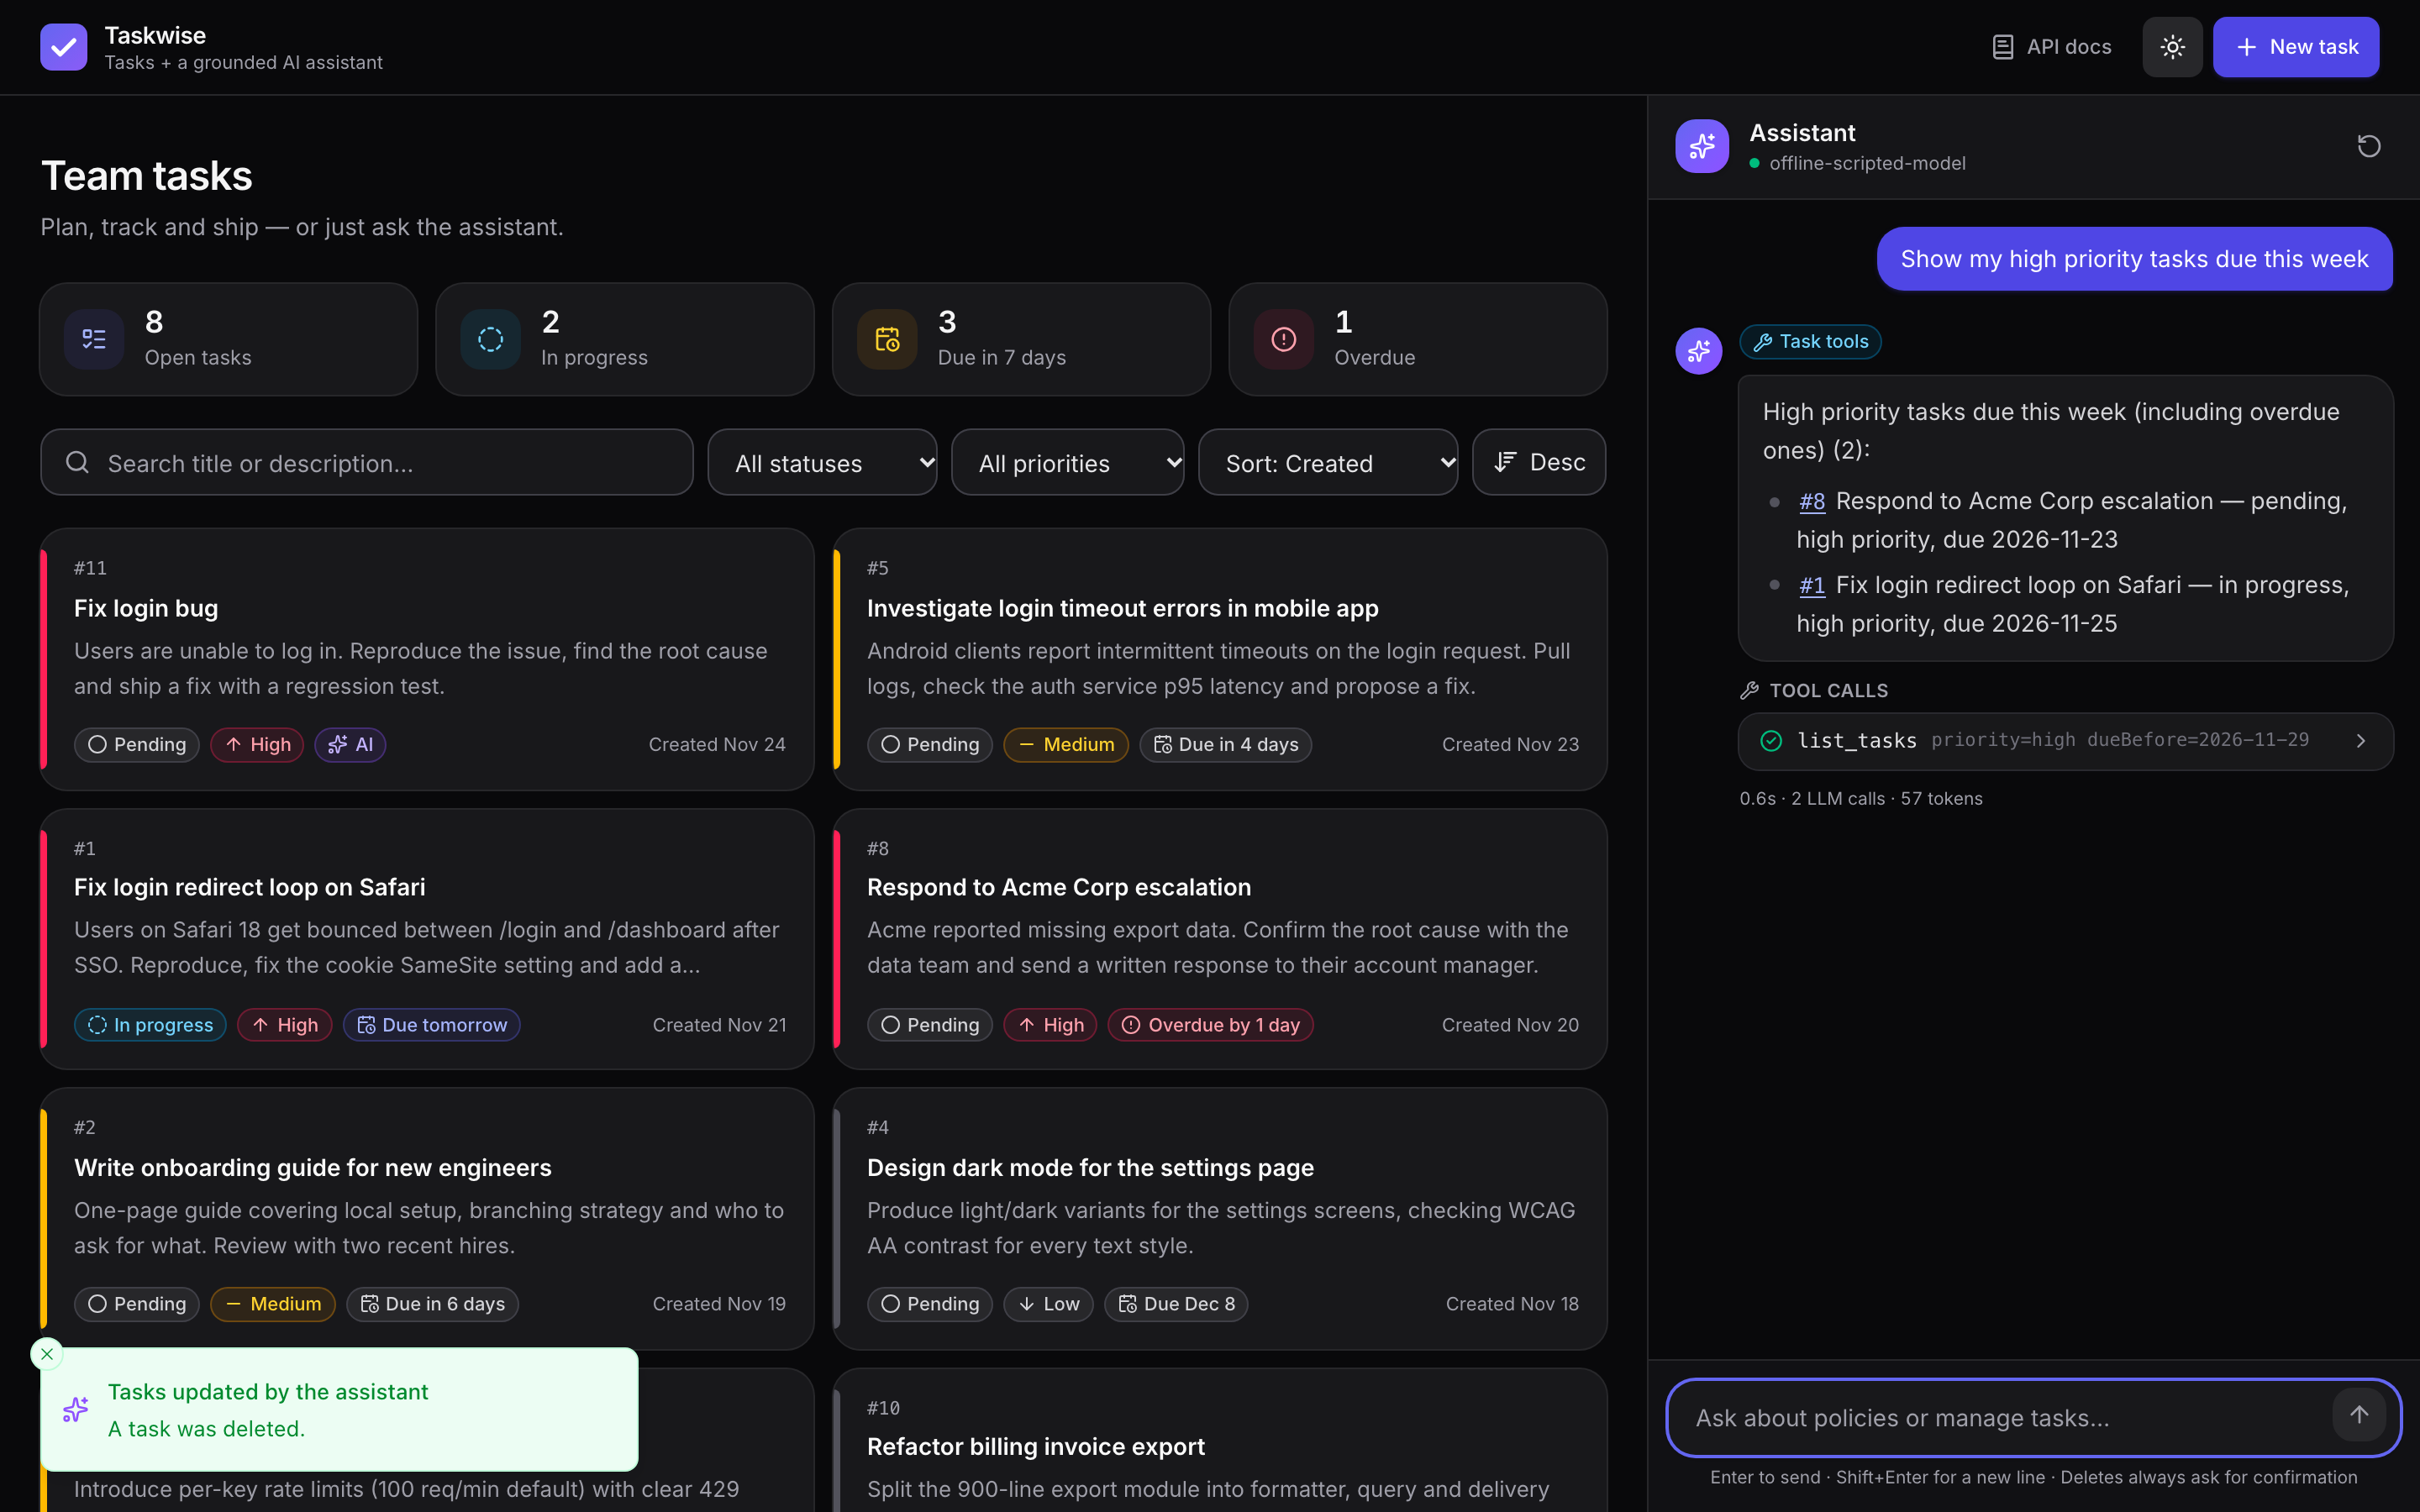 Taskwise
Tasks + a grounded AI assistant
API docs
New task
Team tasks
Plan, track and ship — or just ask the assistant.
8
Open tasks
2
In progress
3
Due in 7 days
1
Overdue
Search title or description...
All statuses
All priorities
Sort: Created
Desc
#11
Fix login bug
Users are unable to log in. Reproduce the issue, find the root cause
and ship a fix with a regression test.
Pending
High
AI
Created Nov 24
#5
Investigate login timeout errors in mobile app
Android clients report intermittent timeouts on the login request. Pull
logs, check the auth service p95 latency and propose a fix.
Pending
Medium
Due in 4 days
Created Nov 23
#1
Fix login redirect loop on Safari
Users on Safari 18 get bounced between /login and /dashboard after
SSO. Reproduce, fix the cookie SameSite setting and add a...
In progress
High
Due tomorrow
Created Nov 21
#8
Respond to Acme Corp escalation
Acme reported missing export data. Confirm the root cause with the
data team and send a written response to their account manager.
Pending
High
Overdue by 1 day
Created Nov 20
#2
Write onboarding guide for new engineers
One-page guide covering local setup, branching strategy and who to
ask for what. Review with two recent hires.
Pending
Medium
Due in 6 days
Created Nov 19
#4
Design dark mode for the settings page
Produce light/dark variants for the settings screens, checking WCAG
AA contrast for every text style.
Pending
Low
Due Dec 8
Created Nov 18
Tasks updated by the assistant
A task was deleted.
Introduce per-key rate limits (100 req/min default) with clear 429
#10
Refactor billing invoice export
Split the 900-line export module into formatter, query and delivery
Assistant
offline-scripted-model
Show my high priority tasks due this week
Task tools
High priority tasks due this week (including overdue
ones) (2):
#8 Respond to Acme Corp escalation — pending,
high priority, due 2026-11-23
#1 Fix login redirect loop on Safari — in progress,
high priority, due 2026-11-25
TOOL CALLS
list_tasks priority=high dueBefore=2026-11-29
0.6s · 2 LLM calls · 57 tokens
Ask about policies or manage tasks...
Enter to send · Shift+Enter for a new line · Deletes always ask for confirmation